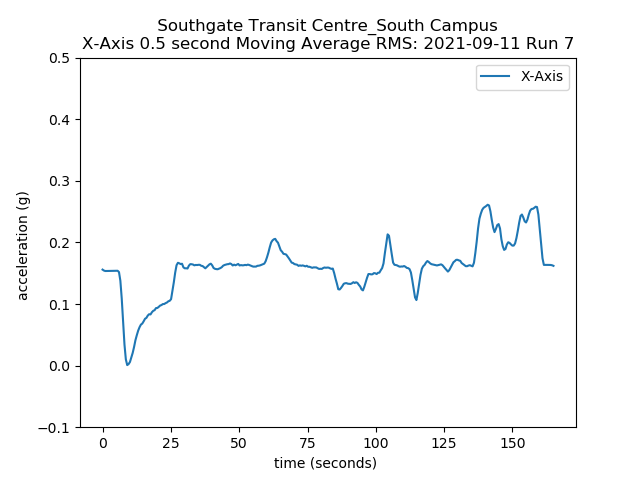 Southgate Transit Centre_South Campus
X-Axis 0.5 second Moving Average RMS: 2021-09-11 Run 7
0.5
X-Axis
0.4
0.3
0.2
0.1
0.0
−0.1
acceleration (g)
0 25 50 75 100 125 150
time (seconds)